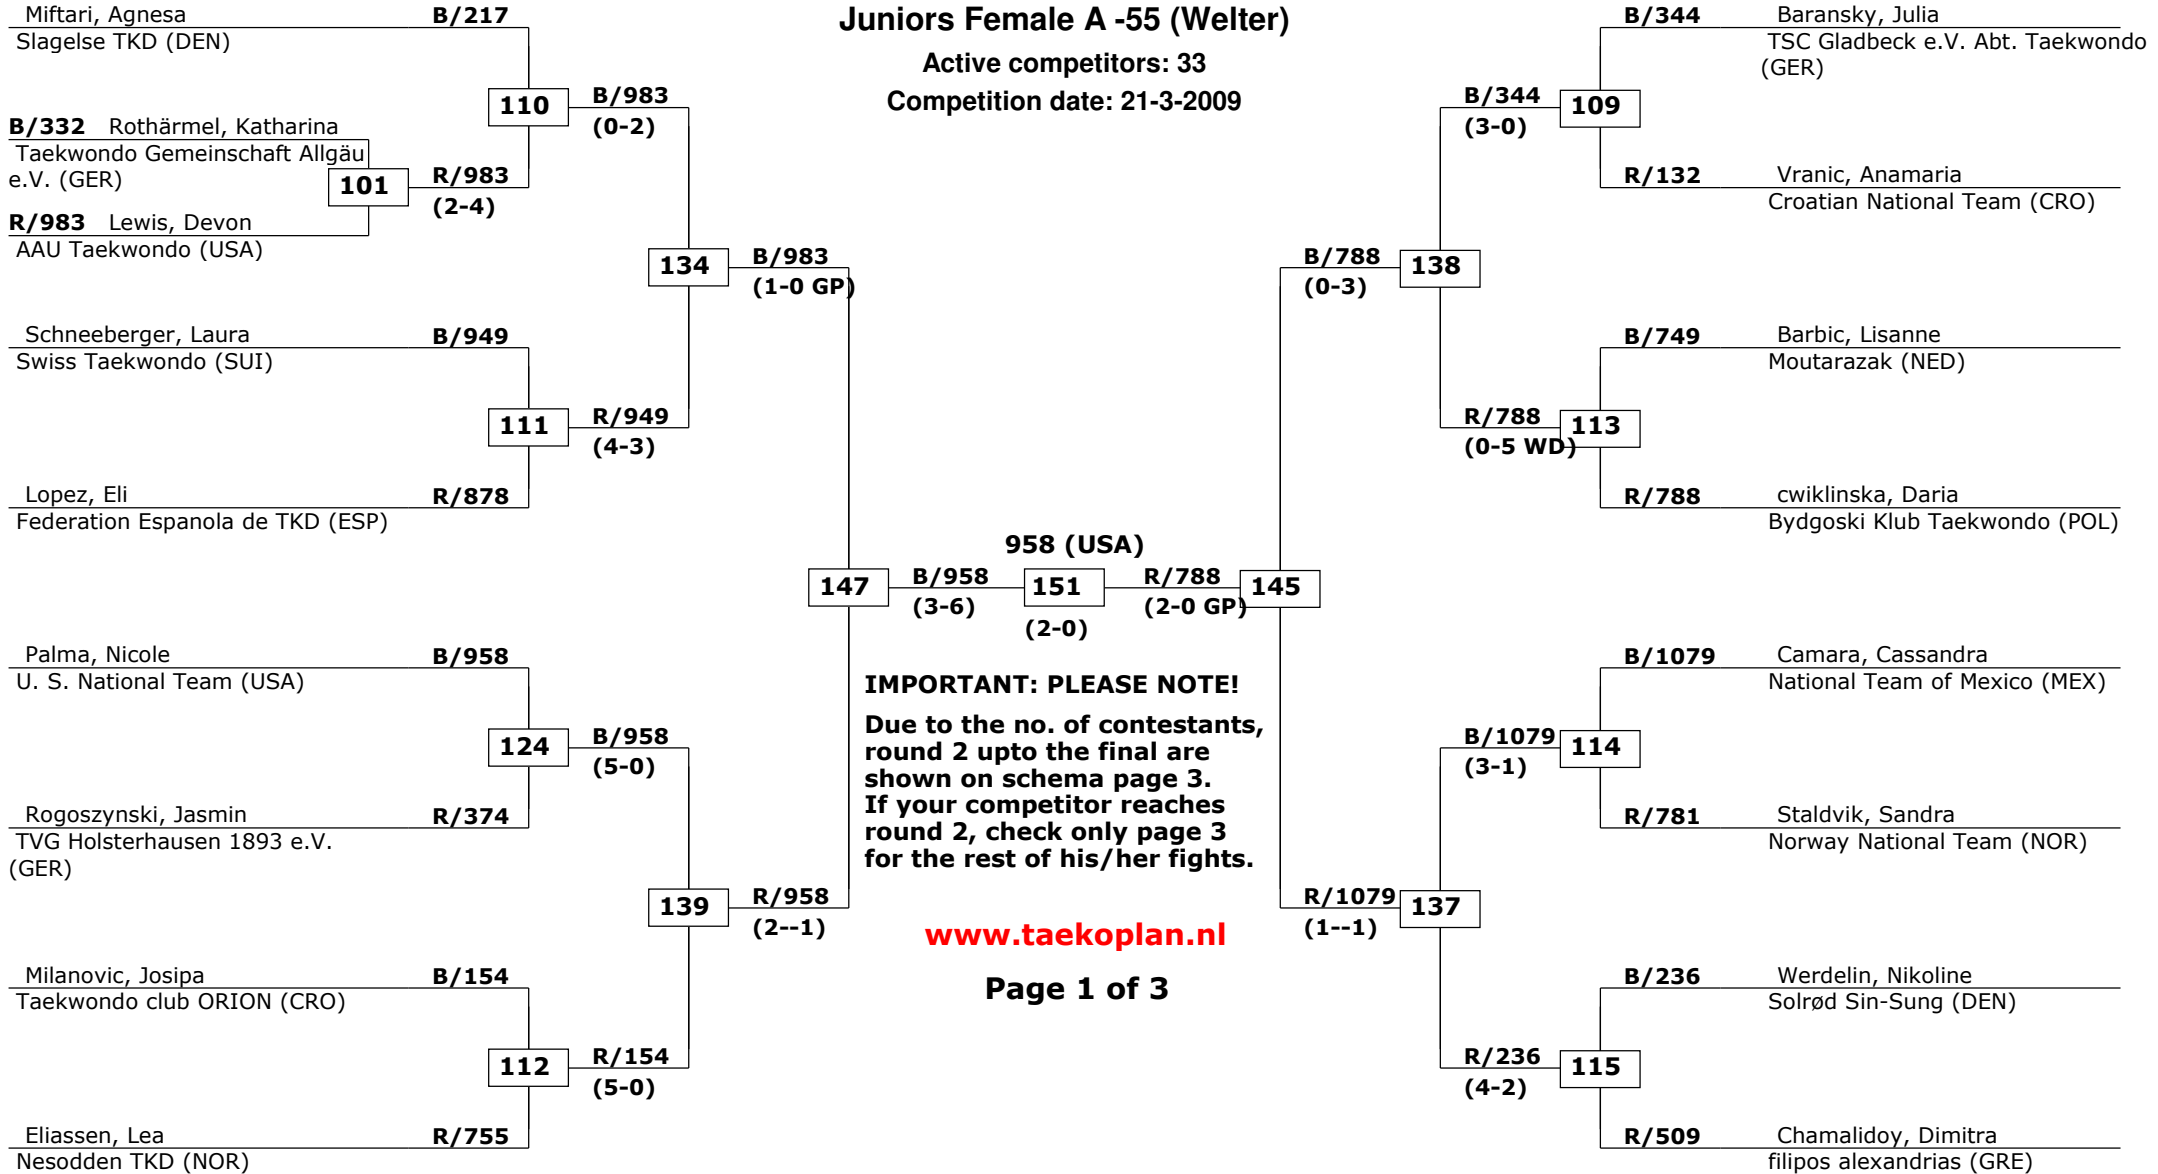 Juniors Female A -55 (Welter)
Active competitors: 33
Competition date: 21-3-2009
Miftari, Agnesa B/217
Slagelse TKD (DEN)
110
B/983
(0-2)
B/332 Rothärmel, Katharina
Taekwondo Gemeinschaft Allgäu
e.V. (GER)
101
R/983
(2-4)
R/983 Lewis, Devon
AAU Taekwondo (USA)
134
B/983
(1-0 GP)
Schneeberger, Laura B/949
Swiss Taekwondo (SUI)
111
R/949
(4-3)
Lopez, Eli R/878
Federation Espanola de TKD (ESP)
147
B/958
(3-6)
958 (USA)
151
(2-0)
R/788
(2-0 GP)
145
Palma, Nicole B/958
U. S. National Team (USA)
124
B/958
(5-0)
Rogoszynski, Jasmin R/374
TVG Holsterhausen 1893 e.V.
(GER)
139
R/958
(2--1)
Milanovic, Josipa B/154
Taekwondo club ORION (CRO)
112
R/154
(5-0)
Eliassen, Lea R/755
Nesodden TKD (NOR)
IMPORTANT: PLEASE NOTE!
Due to the no. of contestants,
round 2 upto the final are
shown on schema page 3.
If your competitor reaches
round 2, check only page 3
for the rest of his/her fights.
www.taekoplan.nl
Page 1 of 3
B/344 Baransky, Julia
TSC Gladbeck e.V. Abt. Taekwondo
(GER)
B/344
(3-0)
109
R/132 Vranic, Anamaria
Croatian National Team (CRO)
B/788
(0-3)
138
B/749 Barbic, Lisanne
Moutarazak (NED)
R/788
(0-5 WD)
113
R/788 cwiklinska, Daria
Bydgoski Klub Taekwondo (POL)
B/1079 Camara, Cassandra
National Team of Mexico (MEX)
B/1079
(3-1)
114
R/781 Staldvik, Sandra
Norway National Team (NOR)
R/1079
(1--1)
137
B/236 Werdelin, Nikoline
Solrød Sin-Sung (DEN)
R/236
(4-2)
115
R/509 Chamalidoy, Dimitra
filipos alexandrias (GRE)